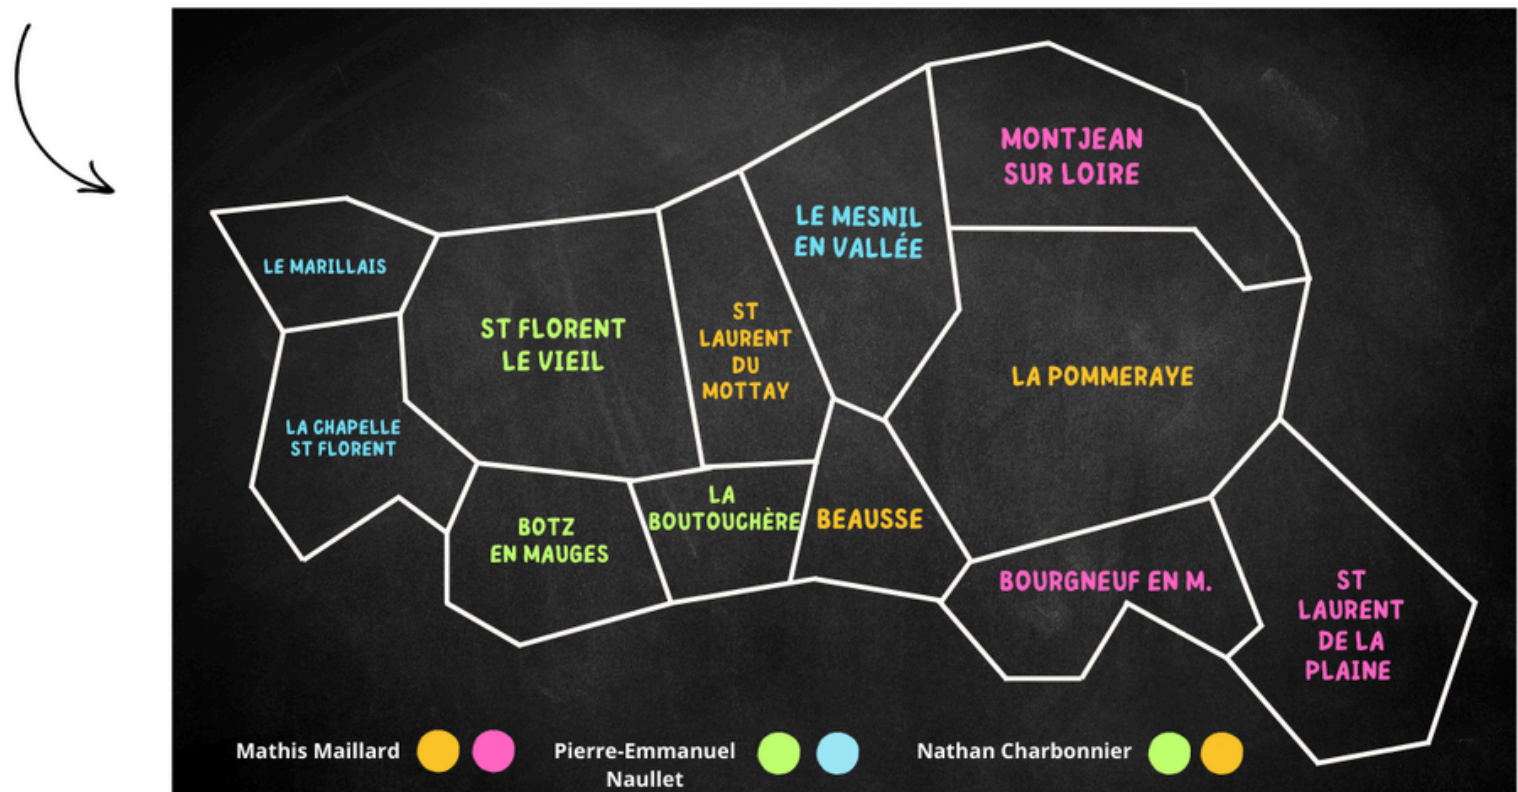 MONTJEAN
SUR LOIRE
LE MESNIL
EN VALLÉE
LE MARILLAIS
ST FLORENT
LE VIEIL
ST
LAURENT
DU
MOTTAY
LA POMMERAYE
LA CHAPELLE
ST FLORENT
LA
BOUTOUCHÈRE
BEAUSSE
BOTZ
EN MAUGES
BOURGNEUF EN M.
ST
LAURENT
DE LA
PLAINE
Mathis Maillard
Pierre-Emmanuel
Naullet
Nathan Charbonnier